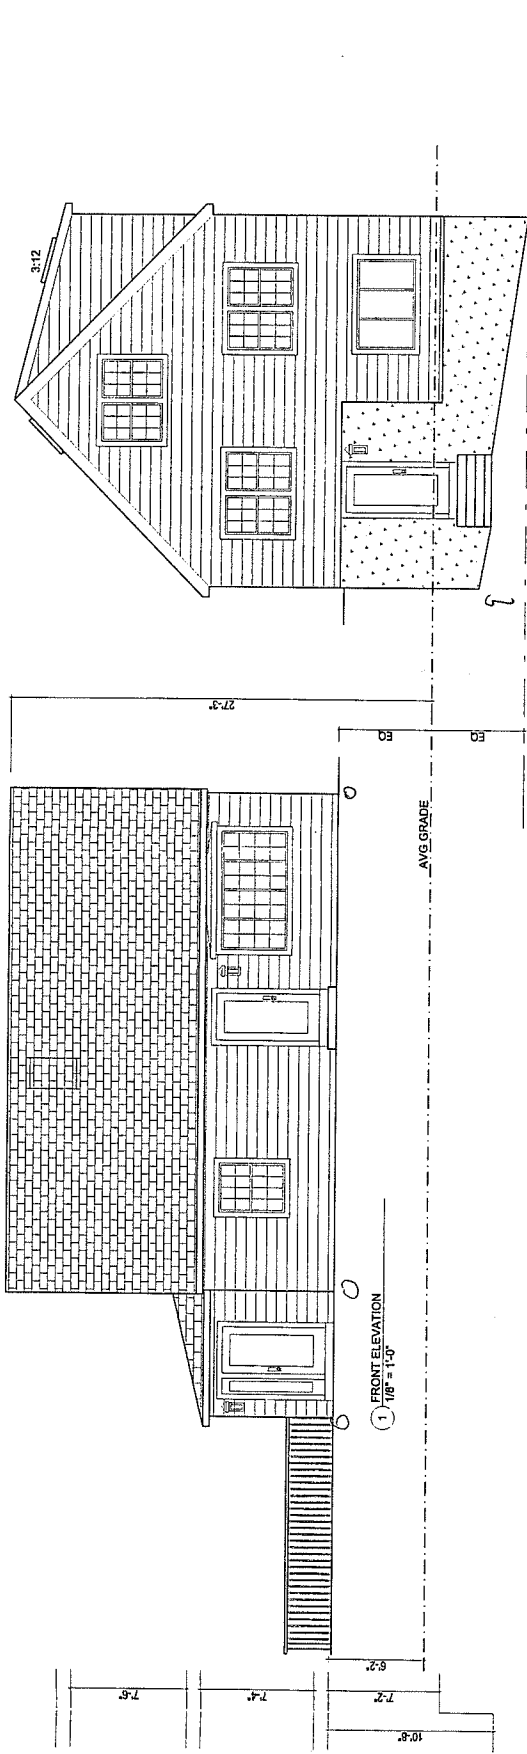 3:12
27'-3"
EQ
EQ
AVG. GRADE
1
FRONT ELEVATION
1/8" = 1'-0"
7'-6"
7'-4"
6'-2"
7'-2"
10'-8"